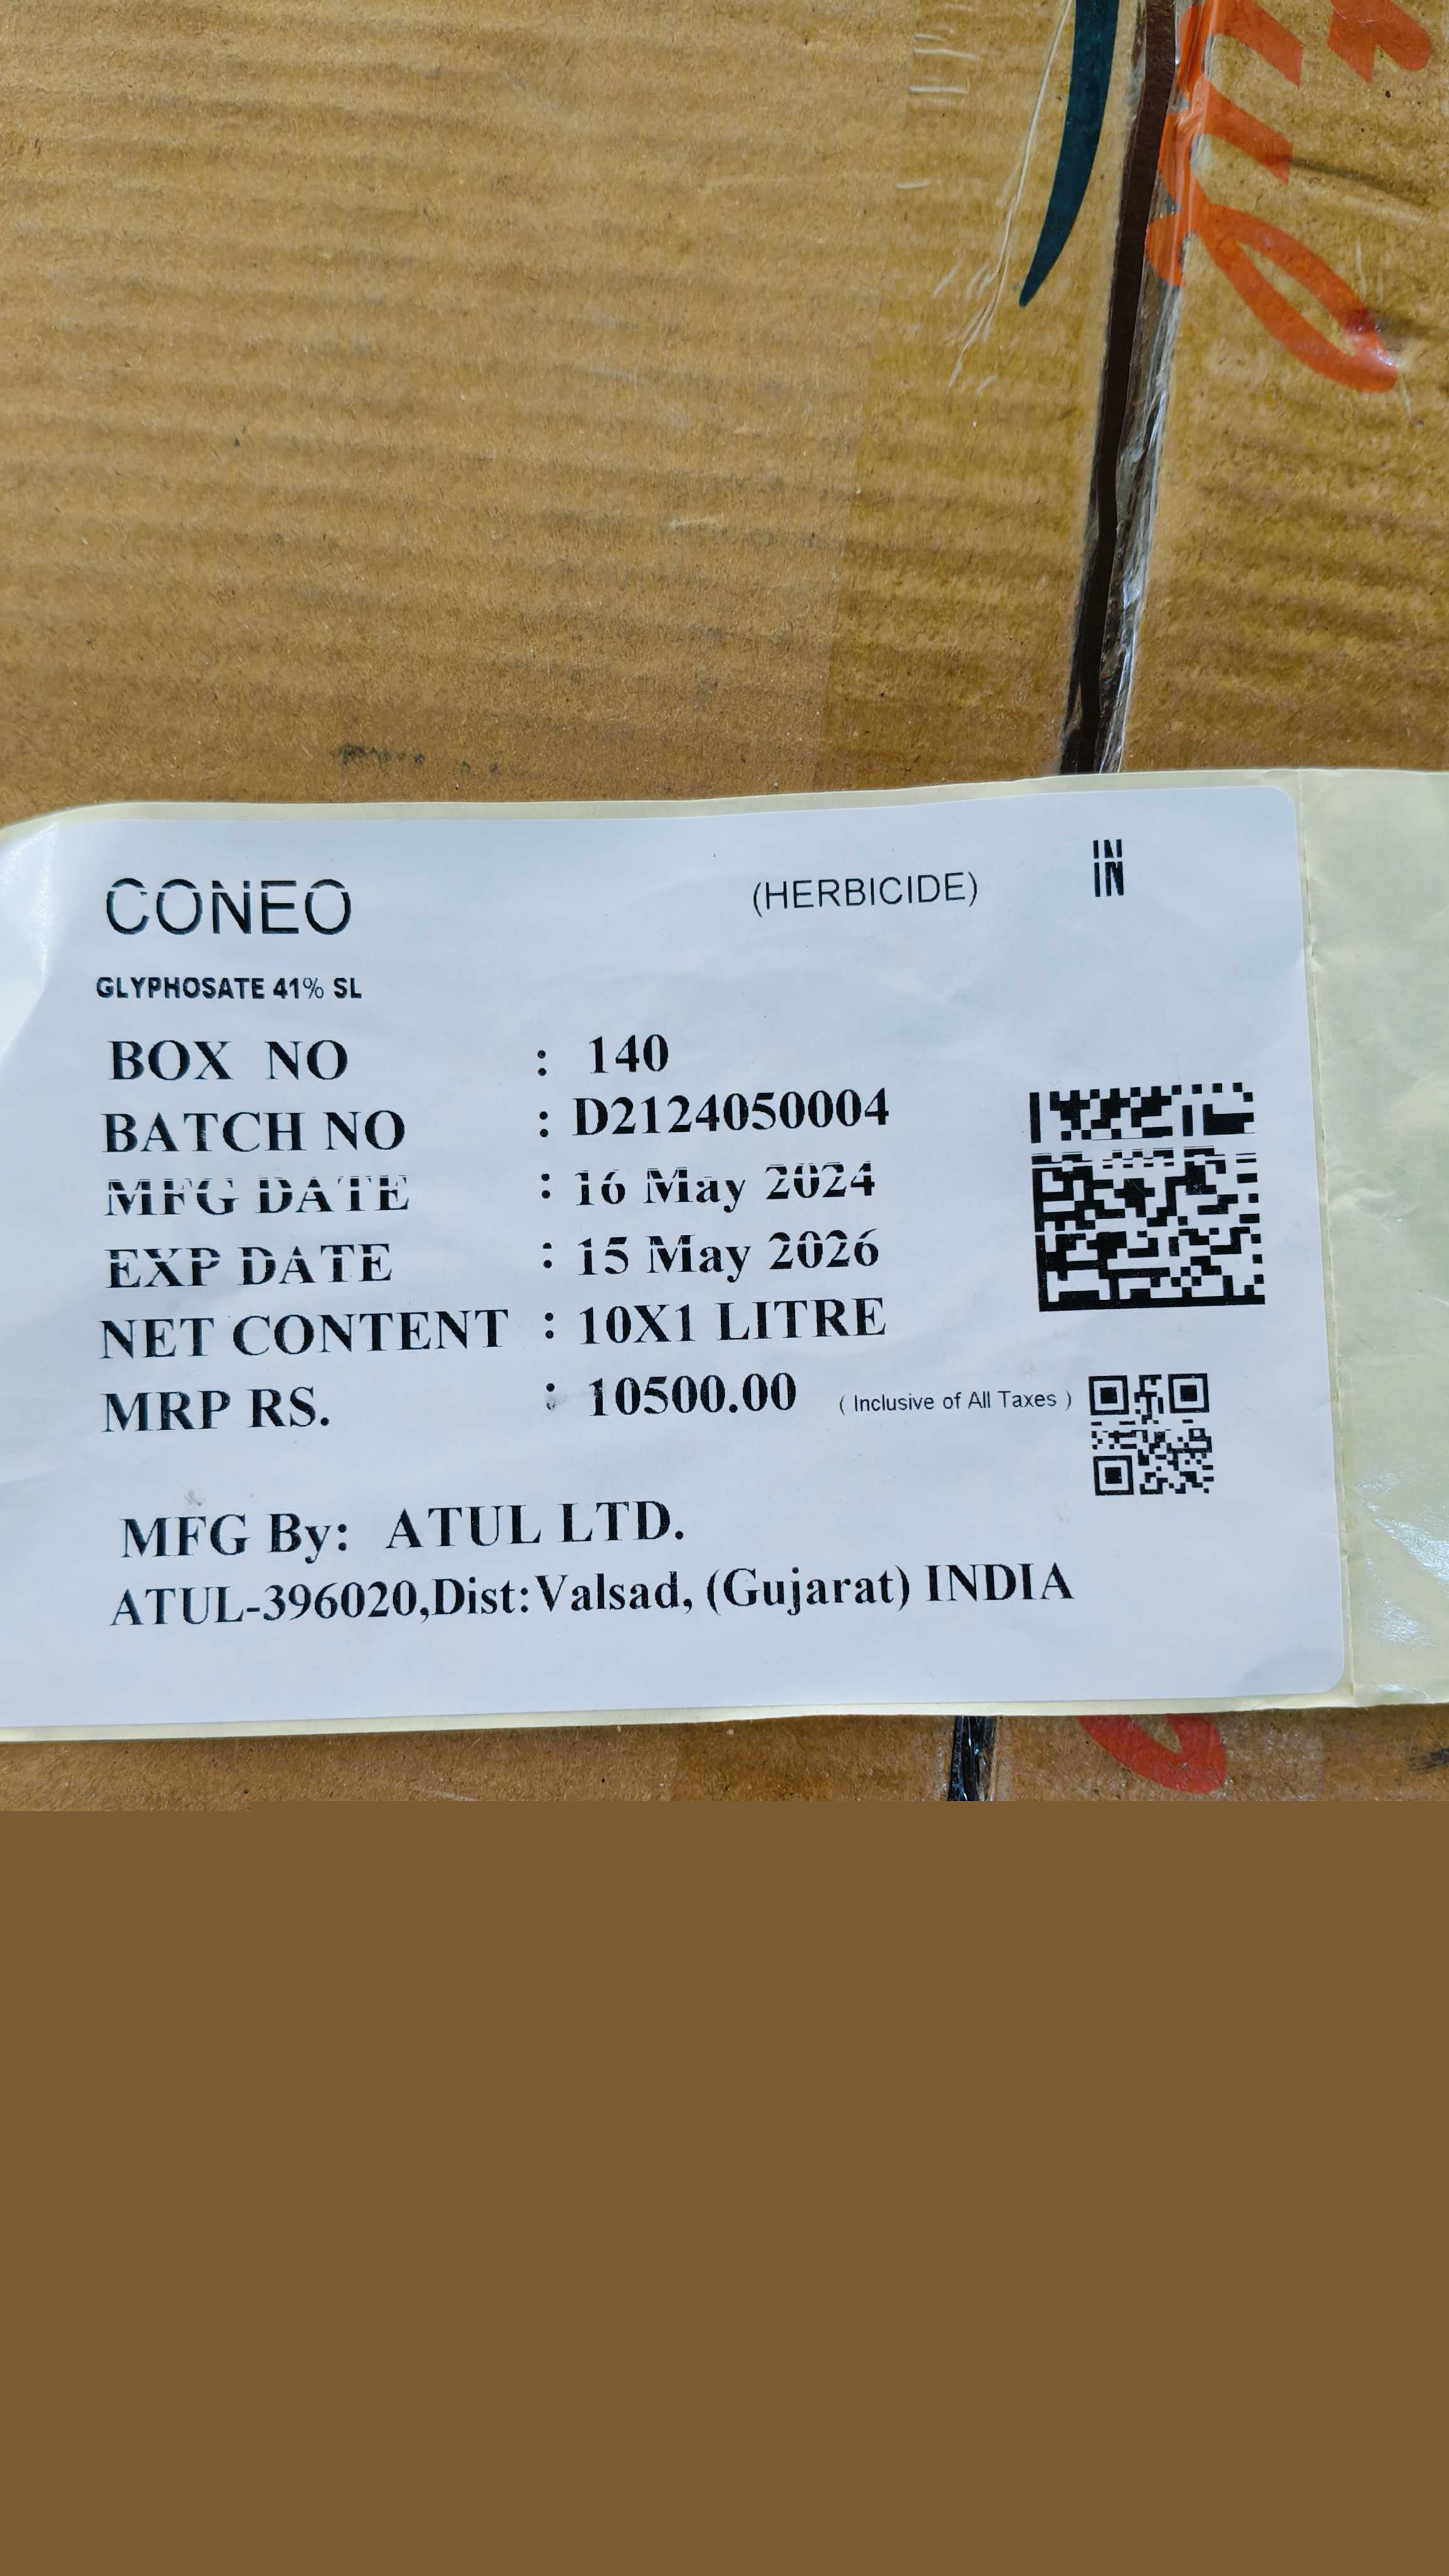 CONEO (HERBICIDE) IN
GLYPHOSATE 41% SL
BOX NO : 140
BATCH NO : D2124050004
MFG DATE : 16 May 2024
EXP DATE : 15 May 2026
NET CONTENT : 10X1 LITRE
MRP RS. : 10500.00 ( Inclusive of All Taxes )
MFG By: ATUL LTD.
ATUL-396020,Dist:Valsad, (Gujarat) INDIA